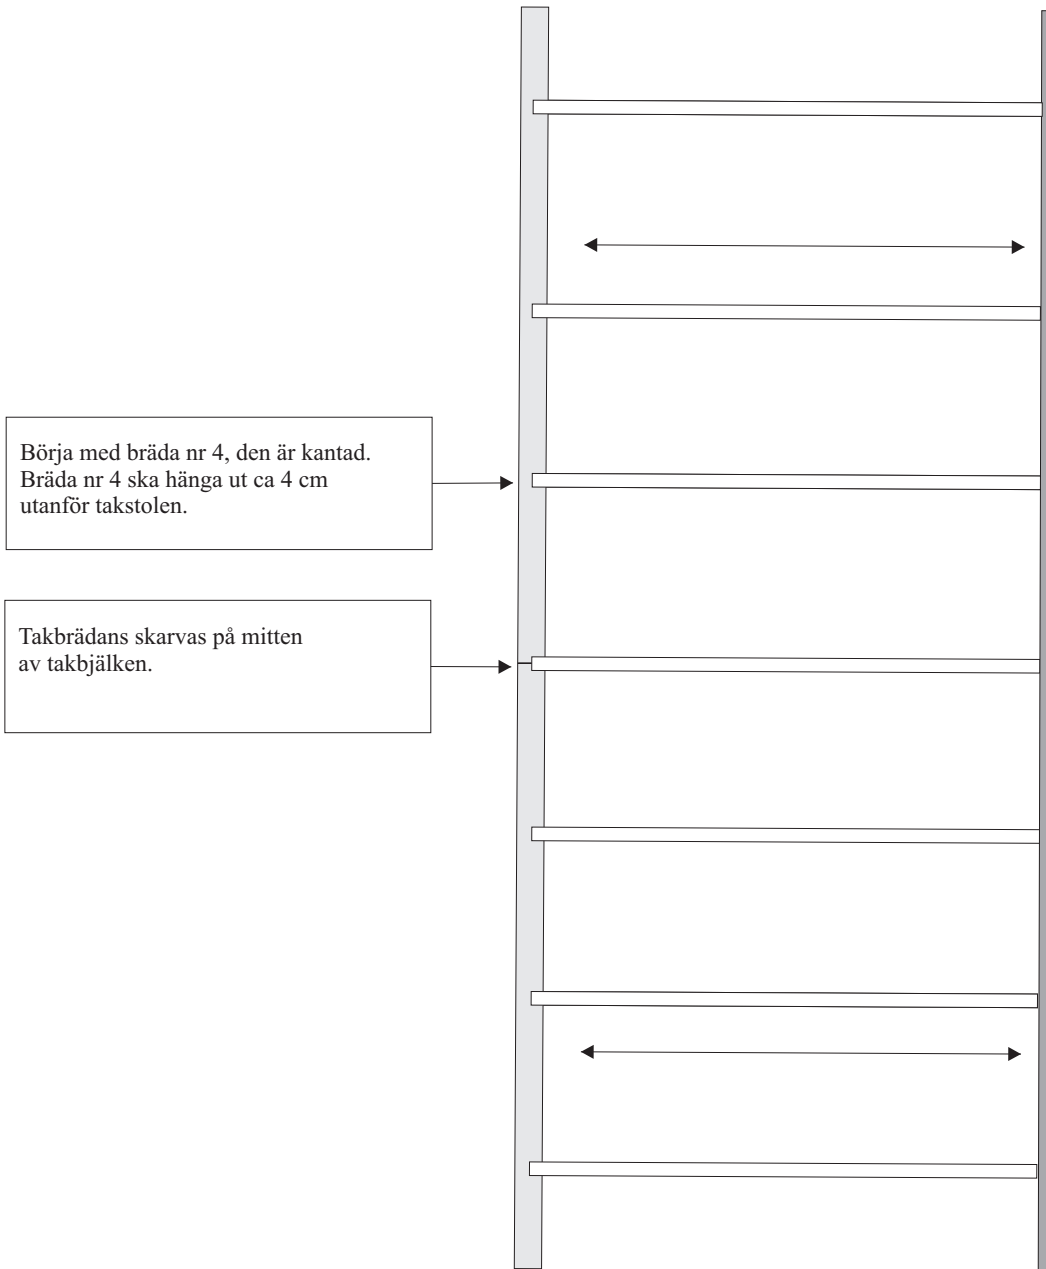 Börja med bräda nr 4, den är kantad.
Bräda nr 4 ska hänga ut ca 4 cm
utanför takstolen.
Takbrädans skarvas på mitten
av takbjälken.